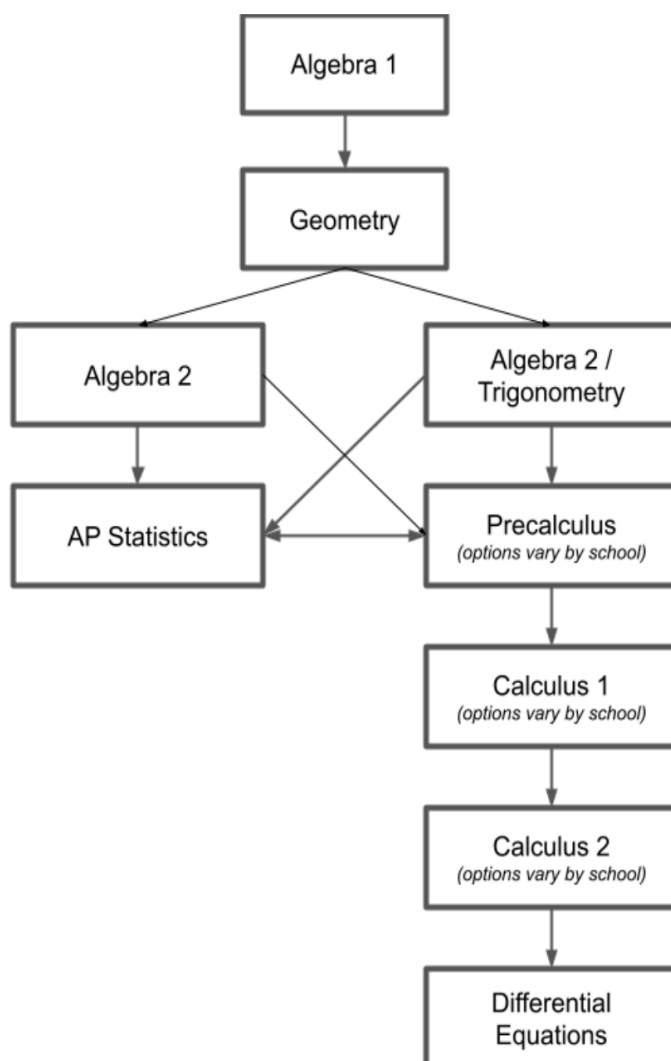 Algebra 1
Geometry
Algebra 2
Algebra 2 /
Trigonometry
AP Statistics
Precalculus
(options vary by school)
Calculus 1
(options vary by school)
Calculus 2
(options vary by school)
Differential
Equations